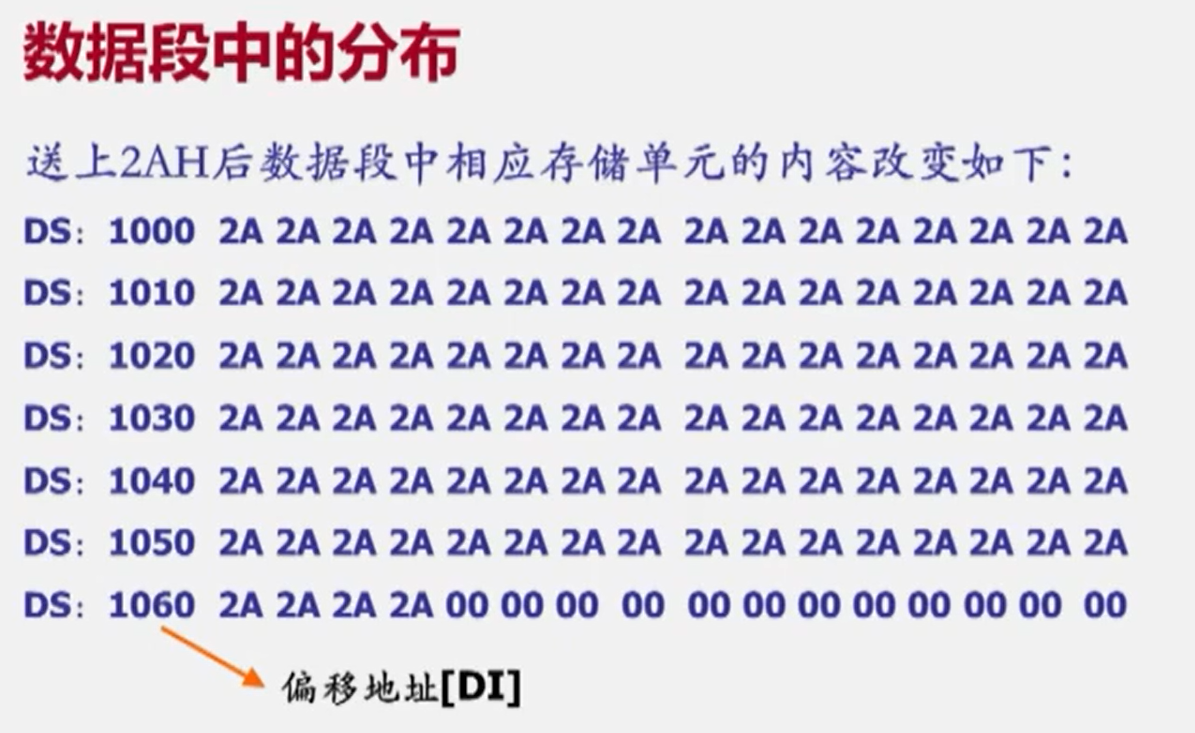 数据段中的分布
送上2AH后数据段中相应存储单元的内容改变如下：
DS：1000 2A 2A 2A 2A 2A 2A 2A 2A 2A 2A 2A 2A 2A 2A 2A 2A
DS：1010 2A 2A 2A 2A 2A 2A 2A 2A 2A 2A 2A 2A 2A 2A 2A 2A
DS：1020 2A 2A 2A 2A 2A 2A 2A 2A 2A 2A 2A 2A 2A 2A 2A 2A
DS：1030 2A 2A 2A 2A 2A 2A 2A 2A 2A 2A 2A 2A 2A 2A 2A 2A
DS：1040 2A 2A 2A 2A 2A 2A 2A 2A 2A 2A 2A 2A 2A 2A 2A 2A
DS：1050 2A 2A 2A 2A 2A 2A 2A 2A 2A 2A 2A 2A 2A 2A 2A 2A
DS：1060 2A 2A 2A 2A 00 00 00 00 00 00 00 00 00 00 00 00
偏移地址[DI]